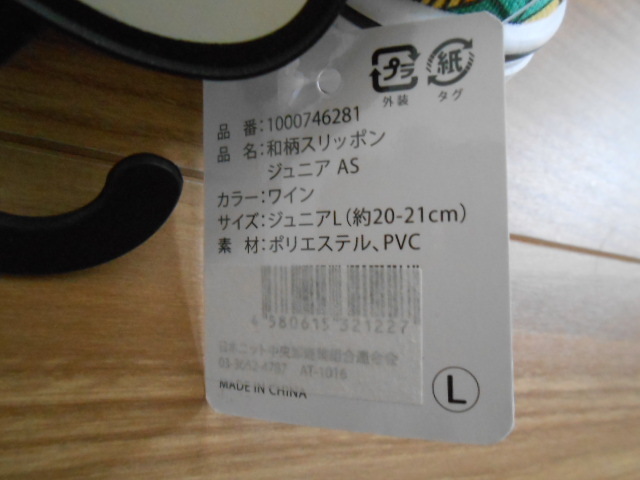 プラ
紙
外装
タグ
品 番:1000746281
品 名:和柄スリッポン
ジュニア AS
カラー:ワイン
サイズ:ジュニアL(約20-21cm)
素 材:ポリエステル、PVC
4 580615 321227
AT-1016
MADE IN CHINA
L